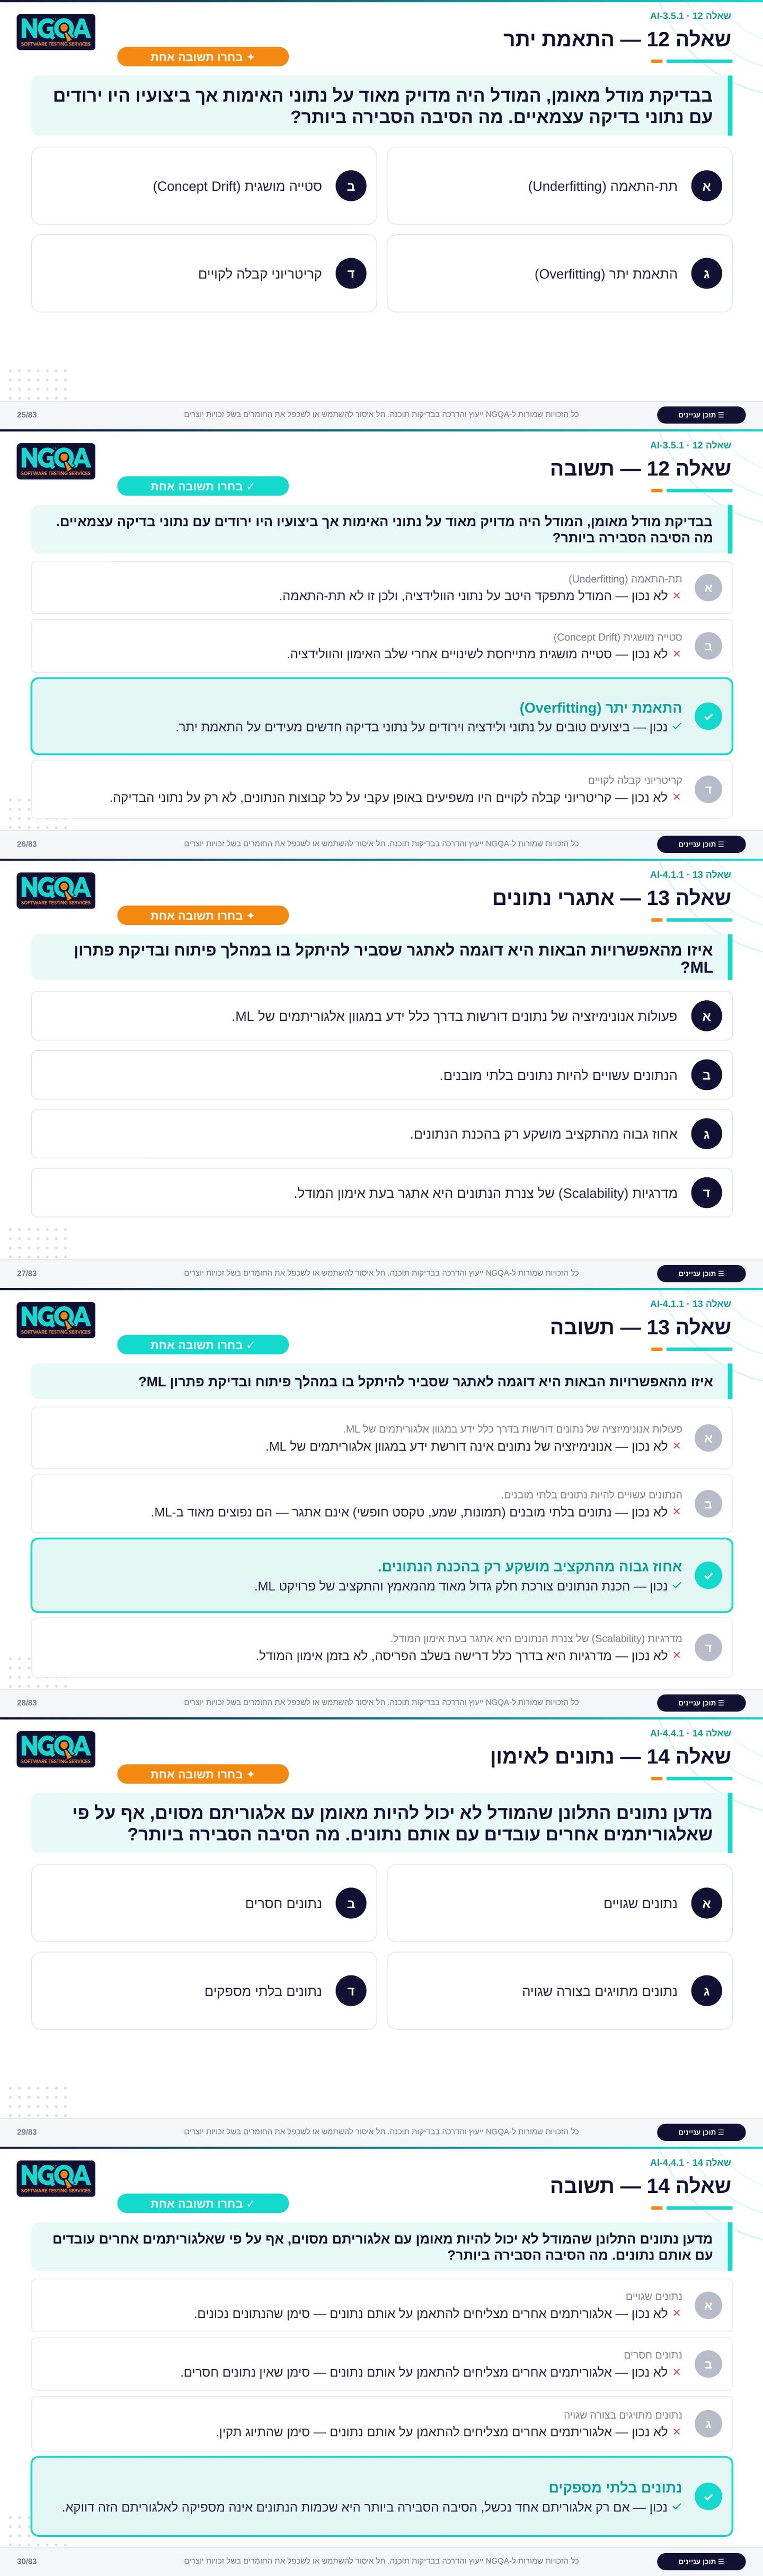 שאלה 12 · AI-3.5.1
שאלה 12 — התאמת יתר
NGQA
SOFTWARE TESTING SERVICES
✦ בחרו תשובה אחת
בבדיקת מודל מאומן, המודל היה מדויק מאוד על נתוני האימות אך ביצועיו היו ירודים
עם נתוני בדיקה עצמאיים. מה הסיבה הסבירה ביותר?
א תת-התאמה (Underfitting)
ב סטייה מושגית (Concept Drift)
ג התאמת יתר (Overfitting)
ד קריטריוני קבלה לקויים
☰ תוכן עניינים
כל הזכויות שמורות ל-NGQA ייעוץ והדרכה בבדיקות תוכנה. חל איסור להשתמש או לשכפל את החומרים בשל זכויות יוצרים
25/83
שאלה 12 · AI-3.5.1
שאלה 12 — תשובה
NGQA
SOFTWARE TESTING SERVICES
✓ בחרו תשובה אחת
בבדיקת מודל מאומן, המודל היה מדויק מאוד על נתוני האימות אך ביצועיו היו ירודים עם נתוני בדיקה עצמאיים.
מה הסיבה הסבירה ביותר?
א תת-התאמה (Underfitting)
✕ לא נכון — המודל מתפקד היטב על נתוני הוולידציה, ולכן זו לא תת-התאמה.
ב סטייה מושגית (Concept Drift)
✕ לא נכון — סטייה מושגית מתייחסת לשינויים אחרי שלב האימון והוולידציה.
✓ התאמת יתר (Overfitting)
✓ נכון — ביצועים טובים על נתוני ולידציה וירודים על נתוני בדיקה חדשים מעידים על התאמת יתר.
ד קריטריוני קבלה לקויים
✕ לא נכון — קריטריוני קבלה לקויים היו משפיעים באופן עקבי על כל קבוצות הנתונים, לא רק על נתוני הבדיקה.
☰ תוכן עניינים
כל הזכויות שמורות ל-NGQA ייעוץ והדרכה בבדיקות תוכנה. חל איסור להשתמש או לשכפל את החומרים בשל זכויות יוצרים
26/83
שאלה 13 · AI-4.1.1
שאלה 13 — אתגרי נתונים
NGQA
SOFTWARE TESTING SERVICES
✦ בחרו תשובה אחת
איזו מהאפשרויות הבאות היא דוגמה לאתגר שסביר להיתקל בו במהלך פיתוח ובדיקת פתרון
ML?
א פעולות אנונימיזציה של נתונים דורשות בדרך כלל ידע במגוון אלגוריתמים של ML.
ב הנתונים עשויים להיות נתונים בלתי מובנים.
ג אחוז גבוה מהתקציב מושקע רק בהכנת הנתונים.
ד מדרגיות (Scalability) של צנרת הנתונים היא אתגר בעת אימון המודל.
☰ תוכן עניינים
כל הזכויות שמורות ל-NGQA ייעוץ והדרכה בבדיקות תוכנה. חל איסור להשתמש או לשכפל את החומרים בשל זכויות יוצרים
27/83
שאלה 13 · AI-4.1.1
שאלה 13 — תשובה
NGQA
SOFTWARE TESTING SERVICES
✓ בחרו תשובה אחת
איזו מהאפשרויות הבאות היא דוגמה לאתגר שסביר להיתקל בו במהלך פיתוח ובדיקת פתרון ML?
א פעולות אנונימיזציה של נתונים דורשות בדרך כלל ידע במגוון אלגוריתמים של ML.
✕ לא נכון — אנונימיזציה של נתונים אינה דורשת ידע במגוון אלגוריתמים של ML.
ב הנתונים עשויים להיות נתונים בלתי מובנים.
✕ לא נכון — נתונים בלתי מובנים (תמונות, שמע, טקסט חופשי) אינם אתגר — הם נפוצים מאוד ב-ML.
✓ אחוז גבוה מהתקציב מושקע רק בהכנת הנתונים.
✓ נכון — הכנת הנתונים צורכת חלק גדול מאוד מהמאמץ והתקציב של פרויקט ML.
ד מדרגיות (Scalability) של צנרת הנתונים היא אתגר בעת אימון המודל.
✕ לא נכון — מדרגיות היא בדרך כלל דרישה בשלב הפריסה, לא בזמן אימון המודל.
☰ תוכן עניינים
כל הזכויות שמורות ל-NGQA ייעוץ והדרכה בבדיקות תוכנה. חל איסור להשתמש או לשכפל את החומרים בשל זכויות יוצרים
28/83
שאלה 14 · AI-4.4.1
שאלה 14 — נתונים לאימון
NGQA
SOFTWARE TESTING SERVICES
✦ בחרו תשובה אחת
מדען נתונים התלונן שהמודל לא יכול להיות מאומן עם אלגוריתם מסוים, אף על פי
שאלגוריתמים אחרים עובדים עם אותם נתונים. מה הסיבה הסבירה ביותר?
א נתונים שגויים
ב נתונים חסרים
ג נתונים מתויגים בצורה שגויה
ד נתונים בלתי מספקים
☰ תוכן עניינים
כל הזכויות שמורות ל-NGQA ייעוץ והדרכה בבדיקות תוכנה. חל איסור להשתמש או לשכפל את החומרים בשל זכויות יוצרים
29/83
שאלה 14 · AI-4.4.1
שאלה 14 — תשובה
NGQA
SOFTWARE TESTING SERVICES
✓ בחרו תשובה אחת
מדען נתונים התלונן שהמודל לא יכול להיות מאומן עם אלגוריתם מסוים, אף על פי שאלגוריתמים אחרים עובדים
עם אותם נתונים. מה הסיבה הסבירה ביותר?
א נתונים שגויים
✕ לא נכון — אלגוריתמים אחרים מצליחים להתאמן על אותם נתונים — סימן שהנתונים נכונים.
ב נתונים חסרים
✕ לא נכון — אלגוריתמים אחרים מצליחים להתאמן על אותם נתונים — סימן שאין נתונים חסרים.
ג נתונים מתויגים בצורה שגויה
✕ לא נכון — אלגוריתמים אחרים מצליחים להתאמן על אותם נתונים — סימן שהתיוג תקין.
✓ נתונים בלתי מספקים
✓ נכון — אם רק אלגוריתם אחד נכשל, הסיבה הסבירה ביותר היא שכמות הנתונים אינה מספיקה לאלגוריתם הזה דווקא.
☰ תוכן עניינים
כל הזכויות שמורות ל-NGQA ייעוץ והדרכה בבדיקות תוכנה. חל איסור להשתמש או לשכפל את החומרים בשל זכויות יוצרים
30/83